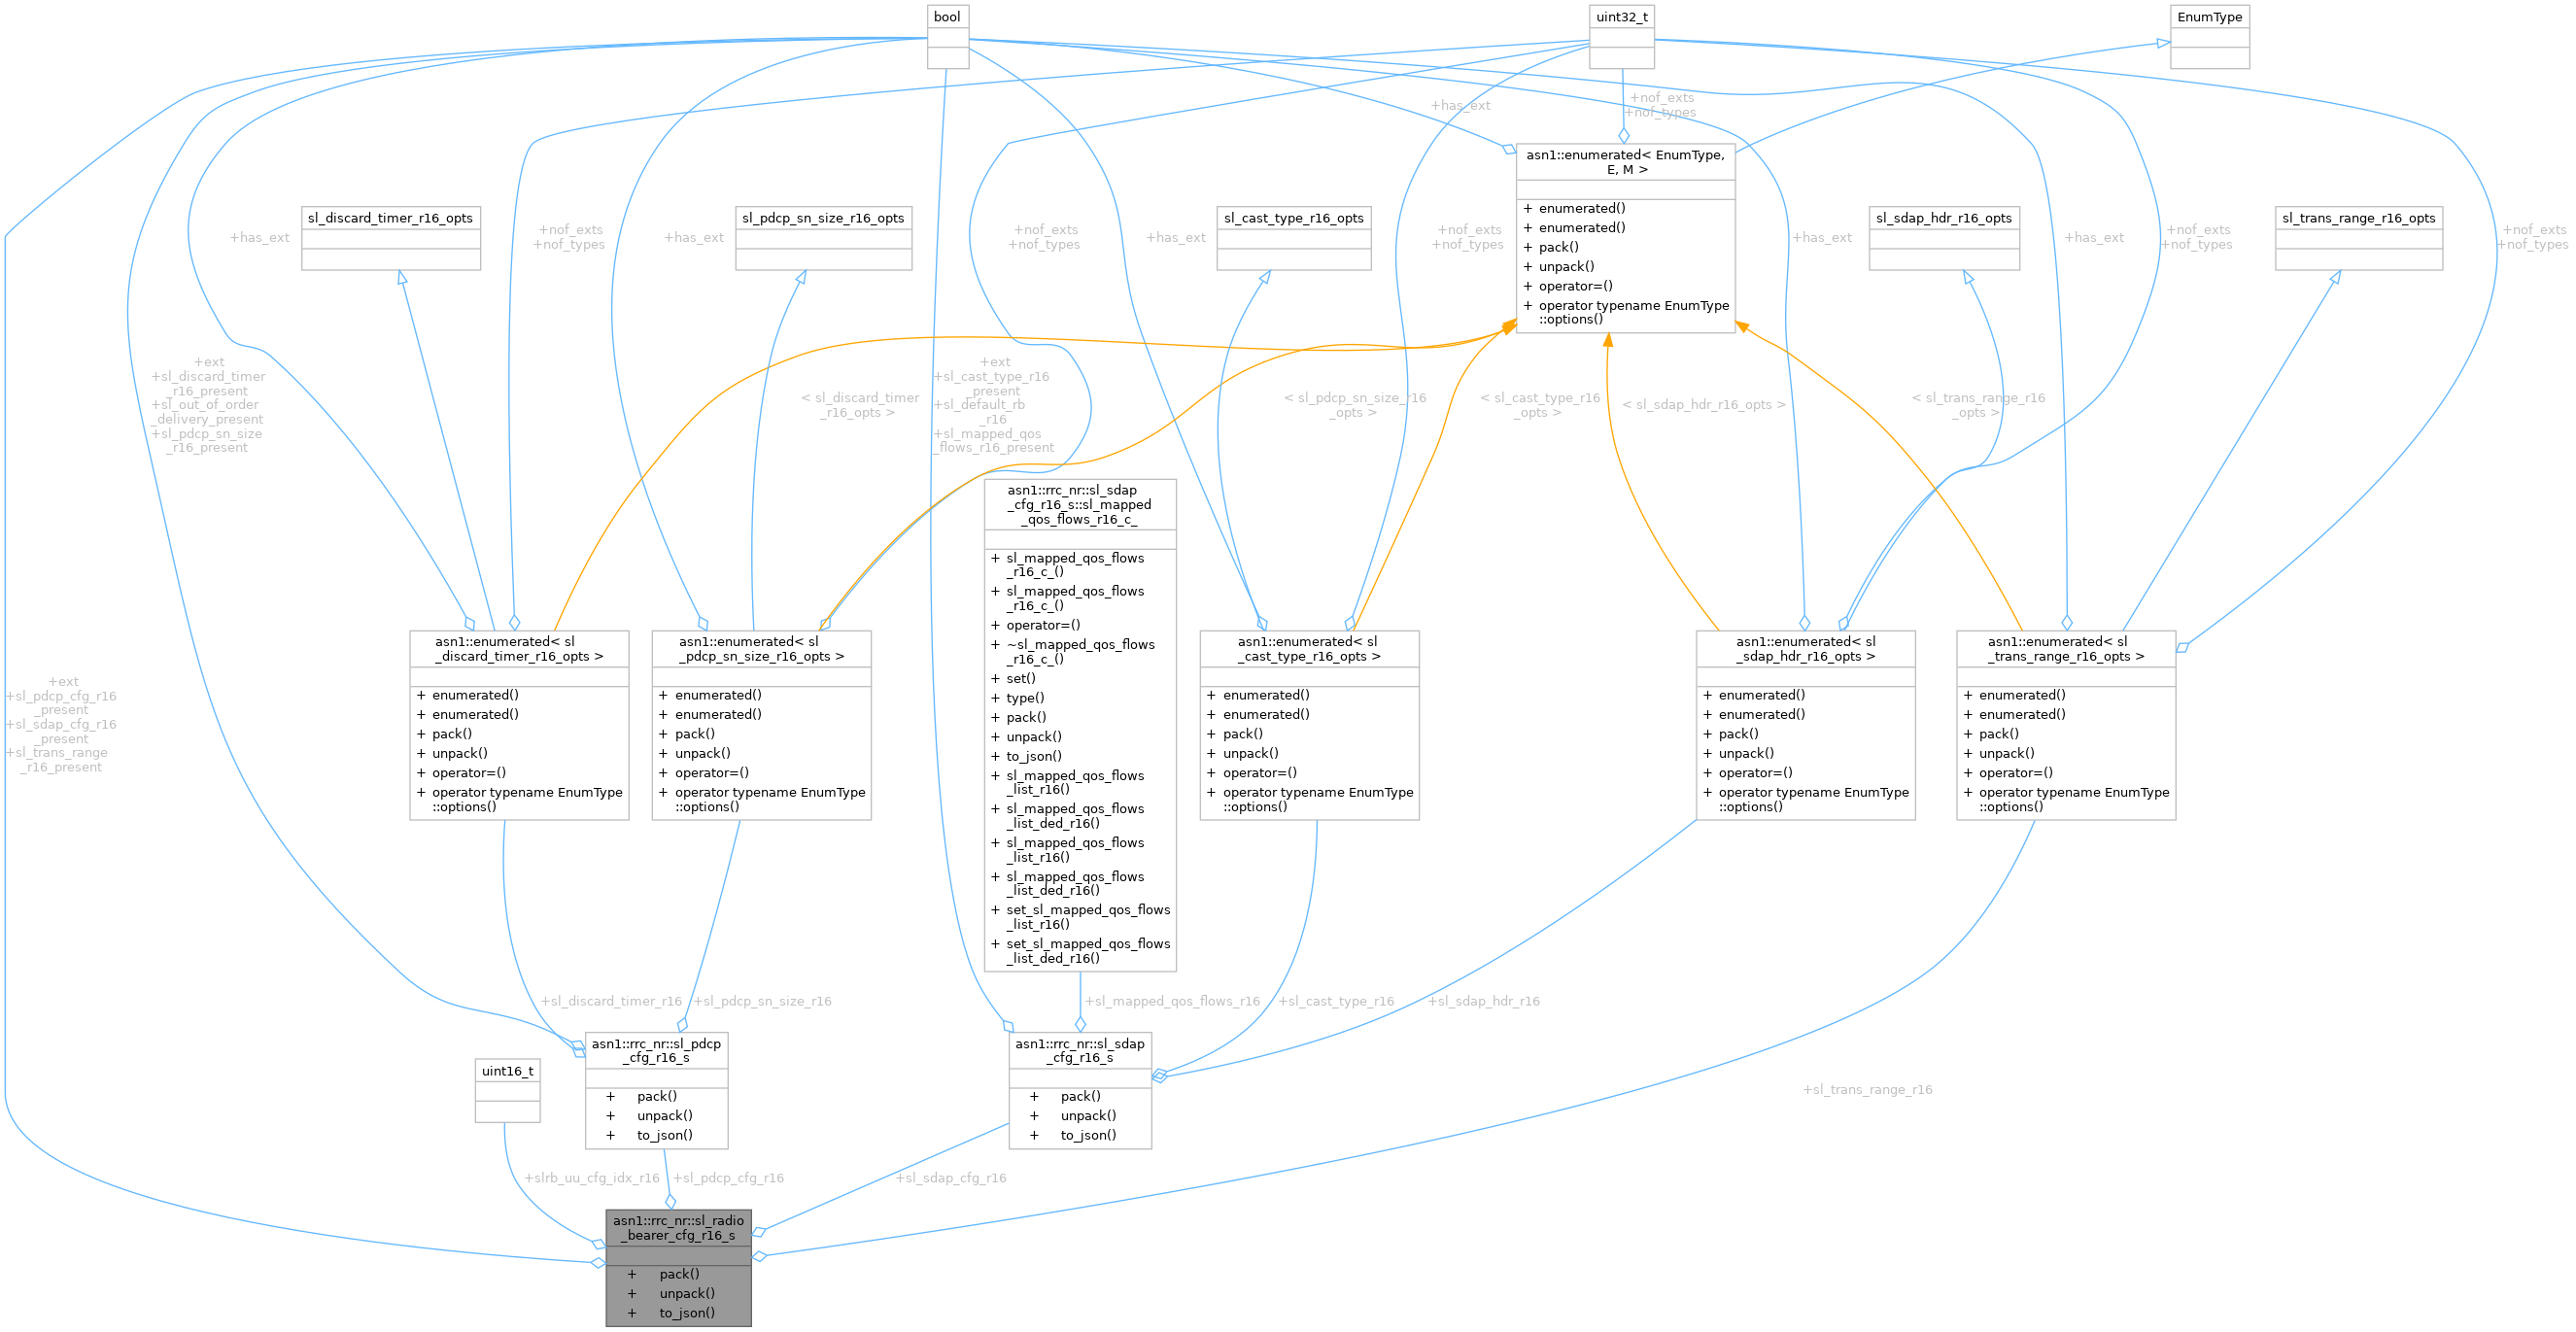 bool
uint32_t
EnumType
+has_ext
+nof_exts
+nof_types
asn1::enumerated< EnumType,
E, M >
+ enumerated()
+ enumerated()
+ pack()
+ unpack()
+ operator=()
+ operator typename EnumType
::options()
sl_discard_timer_r16_opts
sl_pdcp_sn_size_r16_opts
sl_cast_type_r16_opts
sl_sdap_hdr_r16_opts
sl_trans_range_r16_opts
+has_ext
+nof_exts
+nof_types
+has_ext
+nof_exts
+nof_types
+has_ext
+nof_exts
+nof_types
+has_ext
+has_ext
+nof_exts
+nof_types
+nof_exts
+nof_types
+ext
+sl_discard_timer
_r16_present
+sl_out_of_order
_delivery_present
+sl_pdcp_sn_size
_r16_present
< sl_discard_timer
_r16_opts >
+ext
+sl_cast_type_r16
_present
+sl_default_rb
_r16
+sl_mapped_qos
_flows_r16_present
< sl_pdcp_sn_size_r16
_opts >
< sl_cast_type_r16
_opts >
< sl_sdap_hdr_r16_opts >
< sl_trans_range_r16
_opts >
asn1::rrc_nr::sl_sdap
_cfg_r16_s::sl_mapped
_qos_flows_r16_c_
+ sl_mapped_qos_flows
_r16_c_()
+ sl_mapped_qos_flows
_r16_c_()
+ operator=()
+ ~sl_mapped_qos_flows
_r16_c_()
+ set()
+ type()
+ pack()
+ unpack()
+ to_json()
+ sl_mapped_qos_flows
_list_r16()
+ sl_mapped_qos_flows
_list_ded_r16()
+ sl_mapped_qos_flows
_list_r16()
+ sl_mapped_qos_flows
_list_ded_r16()
+ set_sl_mapped_qos_flows
_list_r16()
+ set_sl_mapped_qos_flows
_list_ded_r16()
asn1::enumerated< sl
_discard_timer_r16_opts >
+ enumerated()
+ enumerated()
+ pack()
+ unpack()
+ operator=()
+ operator typename EnumType
::options()
asn1::enumerated< sl
_pdcp_sn_size_r16_opts >
+ enumerated()
+ enumerated()
+ pack()
+ unpack()
+ operator=()
+ operator typename EnumType
::options()
asn1::enumerated< sl
_cast_type_r16_opts >
+ enumerated()
+ enumerated()
+ pack()
+ unpack()
+ operator=()
+ operator typename EnumType
::options()
asn1::enumerated< sl
_sdap_hdr_r16_opts >
+ enumerated()
+ enumerated()
+ pack()
+ unpack()
+ operator=()
+ operator typename EnumType
::options()
asn1::enumerated< sl
_trans_range_r16_opts >
+ enumerated()
+ enumerated()
+ pack()
+ unpack()
+ operator=()
+ operator typename EnumType
::options()
+ext
+sl_pdcp_cfg_r16
_present
+sl_sdap_cfg_r16
_present
+sl_trans_range
_r16_present
+sl_discard_timer_r16
+sl_pdcp_sn_size_r16
+sl_mapped_qos_flows_r16
+sl_cast_type_r16
+sl_sdap_hdr_r16
asn1::rrc_nr::sl_pdcp
_cfg_r16_s
+ pack()
+ unpack()
+ to_json()
asn1::rrc_nr::sl_sdap
_cfg_r16_s
+ pack()
+ unpack()
+ to_json()
uint16_t
+sl_trans_range_r16
+slrb_uu_cfg_idx_r16
+sl_pdcp_cfg_r16
+sl_sdap_cfg_r16
asn1::rrc_nr::sl_radio
_bearer_cfg_r16_s
+ pack()
+ unpack()
+ to_json()